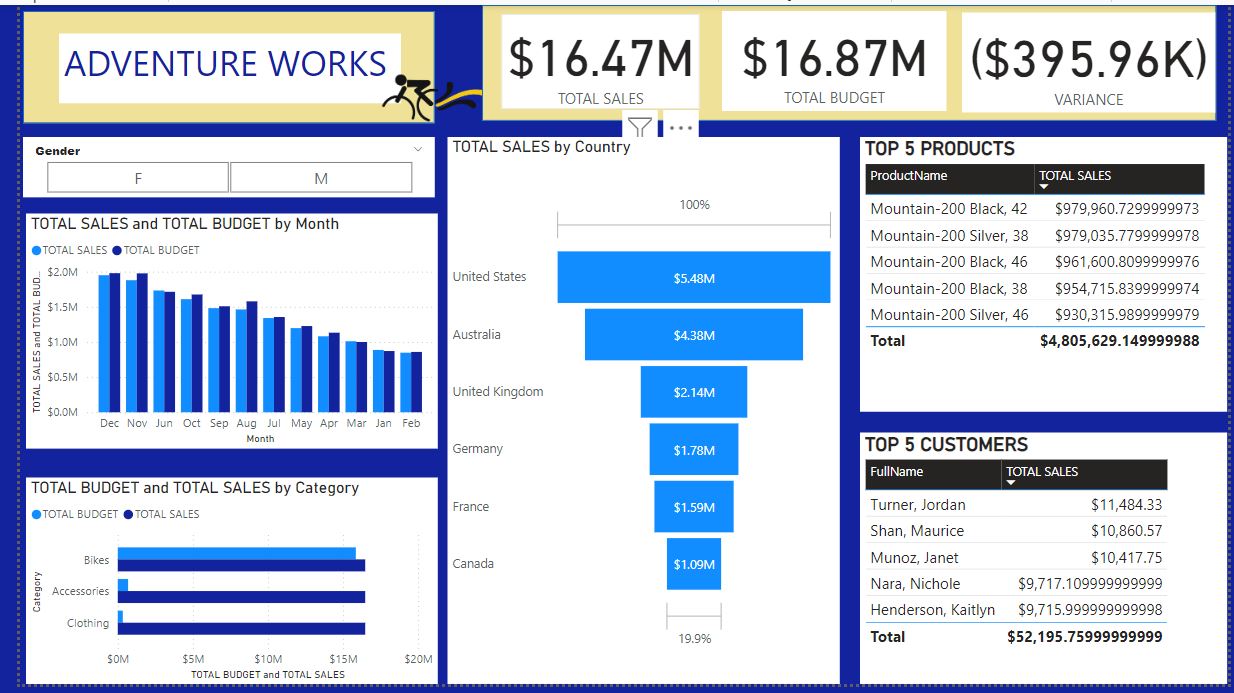 ADVENTURE WORKS
$16.47M
TOTAL SALES
$16.87M
TOTAL BUDGET
($395.96K)
VARIANCE
Gender
F M
TOTAL SALES and TOTAL BUDGET by Month
TOTAL SALES TOTAL BUDGET
TOTAL SALES and TOTAL BUD...
$2.0M
$1.5M
$1.0M
$0.5M
$0.0M
Dec Nov Jun Oct Sep Aug Jul May Apr Mar Jan Feb
Month
TOTAL BUDGET and TOTAL SALES by Category
TOTAL BUDGET TOTAL SALES
Category
Bikes
Accessories
Clothing
$0M $5M $10M $15M $20M
TOTAL BUDGET and TOTAL SALES
TOTAL SALES by Country
100%
United States $5.48M
Australia $4.38M
United Kingdom $2.14M
Germany $1.78M
France $1.59M
Canada $1.09M
19.9%
TOP 5 PRODUCTS
ProductName TOTAL SALES
Mountain-200 Black, 42 $979,960.7299999973
Mountain-200 Silver, 38 $979,035.7799999978
Mountain-200 Black, 46 $961,600.8099999976
Mountain-200 Black, 38 $954,715.8399999974
Mountain-200 Silver, 46 $930,315.9899999979
Total $4,805,629.149999988
TOP 5 CUSTOMERS
FullName TOTAL SALES
Turner, Jordan $11,484.33
Shan, Maurice $10,860.57
Munoz, Janet $10,417.75
Nara, Nichole $9,717.109999999999
Henderson, Kaitlyn $9,715.999999999998
Total $52,195.75999999999